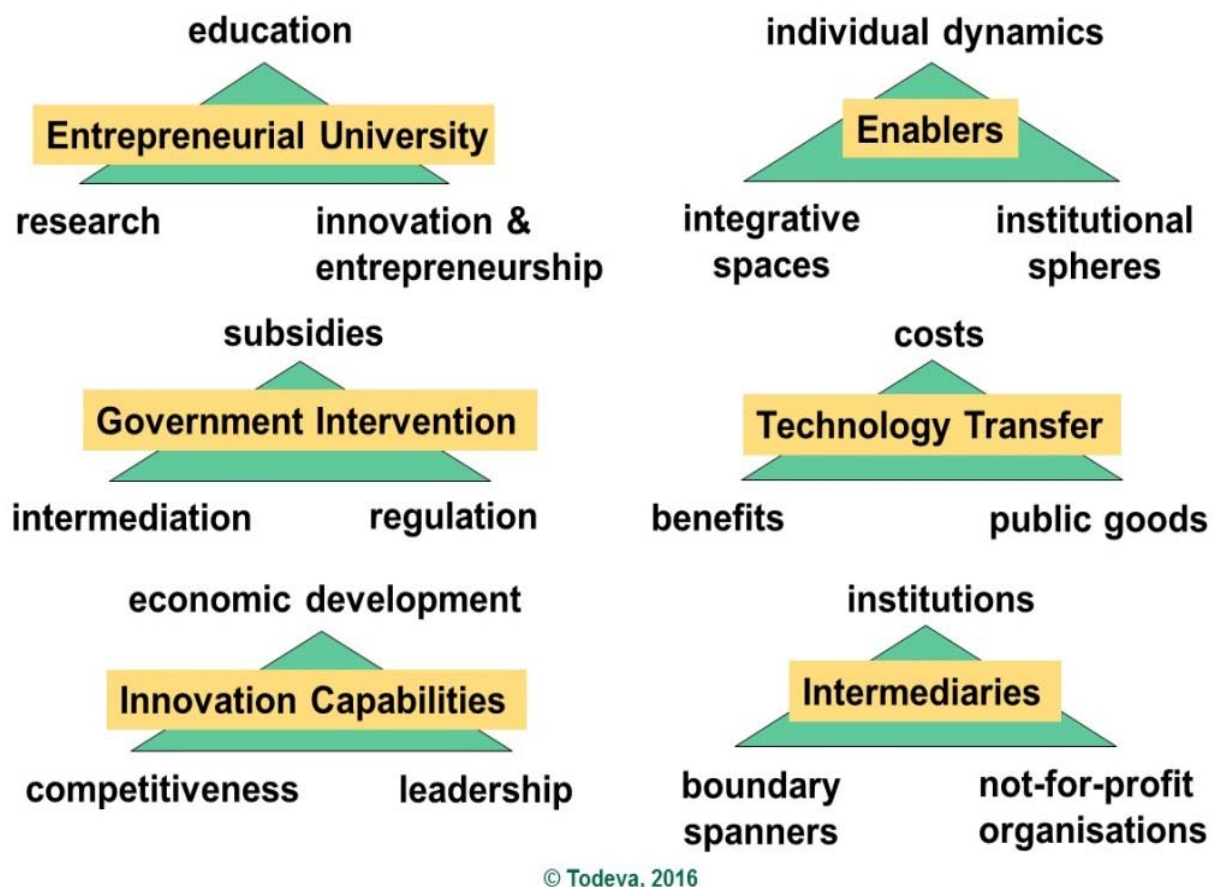 education
Entrepreneurial University
research
innovation &
entrepreneurship
individual dynamics
Enablers
integrative
spaces
institutional
spheres
subsidies
Government Intervention
intermediation
regulation
costs
Technology Transfer
benefits
public goods
economic development
Innovation Capabilities
competitiveness
leadership
institutions
Intermediaries
boundary
spanners
not-for-profit
organisations
© Todeva, 2016